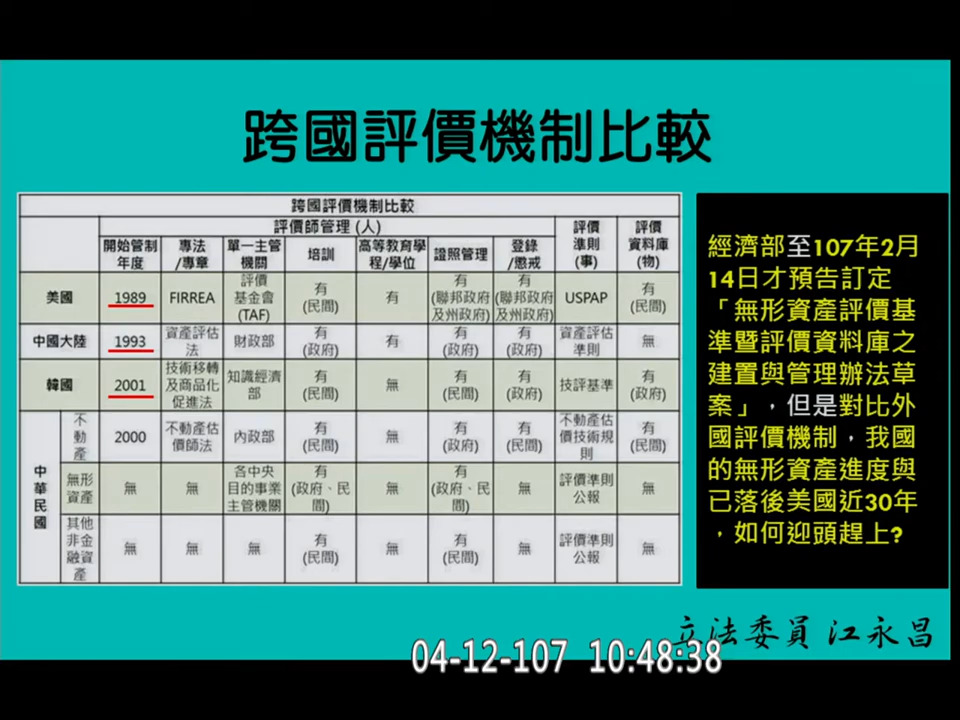 跨國評價機制比較
跨國評價機制比較
評價師管理(人) 評價準則(事) 評價資料庫(物)
開始管制年度 專法/專章 單一主管機關 培訓 高等教育學程/學位 證照管理 登錄/懲戒
美國 1989 FIRREA 評價基金會(TAF) 有(民間) 有 有(聯邦政府及州政府) 有(聯邦政府及州政府) USPAP 有(民間)
中國大陸 1993 資產評估法 財政部 有(政府) 有 有(政府) 有(政府) 資產評估準則 無
韓國 2001 技術移轉及商品化促進法 知識經濟部 有(民間) 無 有(民間) 有(政府) 技評基準 有(政府)
中華民國 不動產 2000 不動產估價師法 內政部 有(民間) 無 有(政府) 有(民間) 不動產估價技術規則 有(民間)
無形資產 無 無 各中央目的事業主管機關 有(政府、民間) 無 有(政府、民間) 無 評價準則公報 無
其他非金融資產 無 無 無 有(民間) 無 有(民間) 無 評價準則公報 無
經濟部至107年2月
14日才預告訂定
「無形資產評價基
準暨評價資料庫之
建置與管理辦法草
案」，但是對比外
國評價機制，我國
的無形資產進度與
已落後美國近30年
，如何迎頭趕上?
立法委員 江永昌
04-12-107 10:48:38